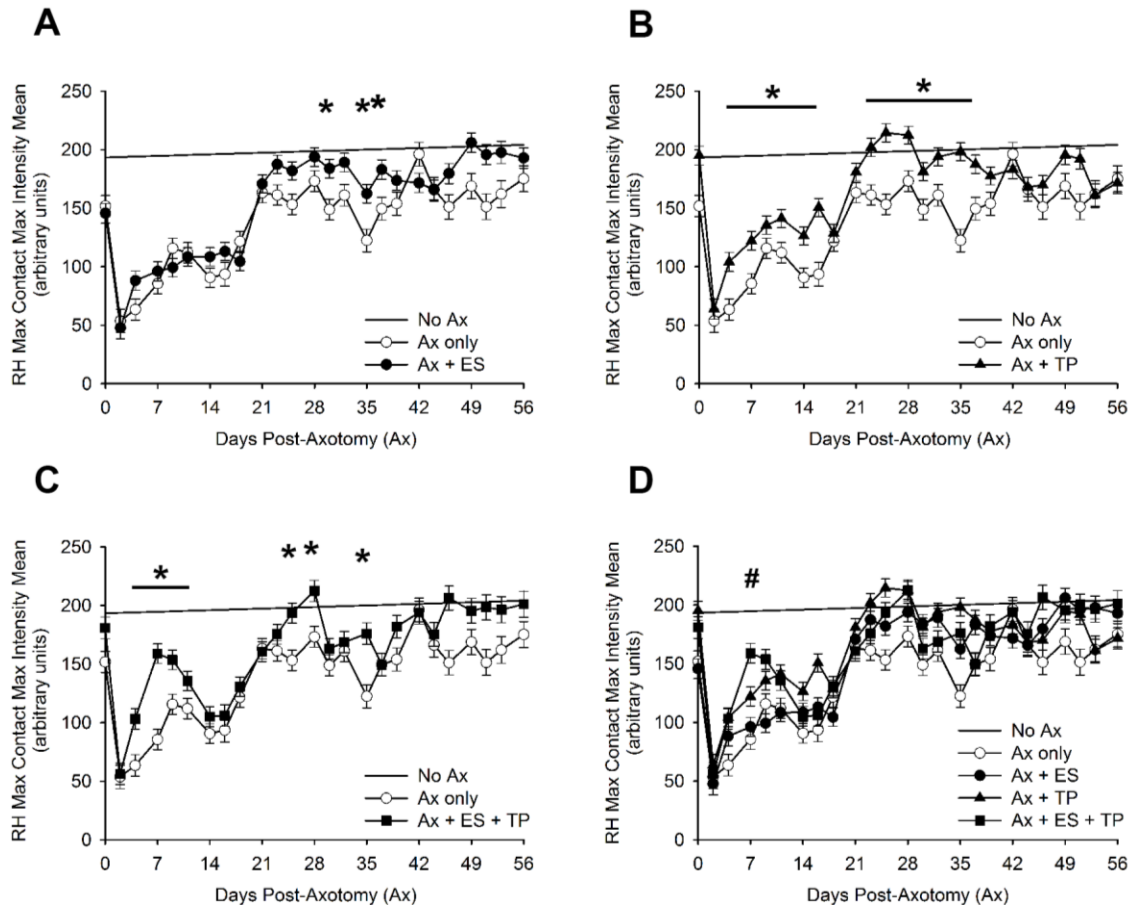 A
RH Max Contact Max Intensity Mean
(arbitrary units)
250
200
150
100
50
0
* ** 
No Ax
Ax only
Ax + ES
0 7 14 21 28 35 42 49 56
Days Post-Axotomy (Ax)
B
RH Max Contact Max Intensity Mean
(arbitrary units)
250
200
150
100
50
0
* *
No Ax
Ax only
Ax + TP
0 7 14 21 28 35 42 49 56
Days Post-Axotomy (Ax)
C
RH Max Contact Max Intensity Mean
(arbitrary units)
250
200
150
100
50
0
* * * *
No Ax
Ax only
Ax + ES + TP
0 7 14 21 28 35 42 49 56
Days Post-Axotomy (Ax)
D
RH Max Contact Max Intensity Mean
(arbitrary units)
250
200
150
100
50
0
#
No Ax
Ax only
Ax + ES
Ax + TP
Ax + ES + TP
0 7 14 21 28 35 42 49 56
Days Post-Axotomy (Ax)